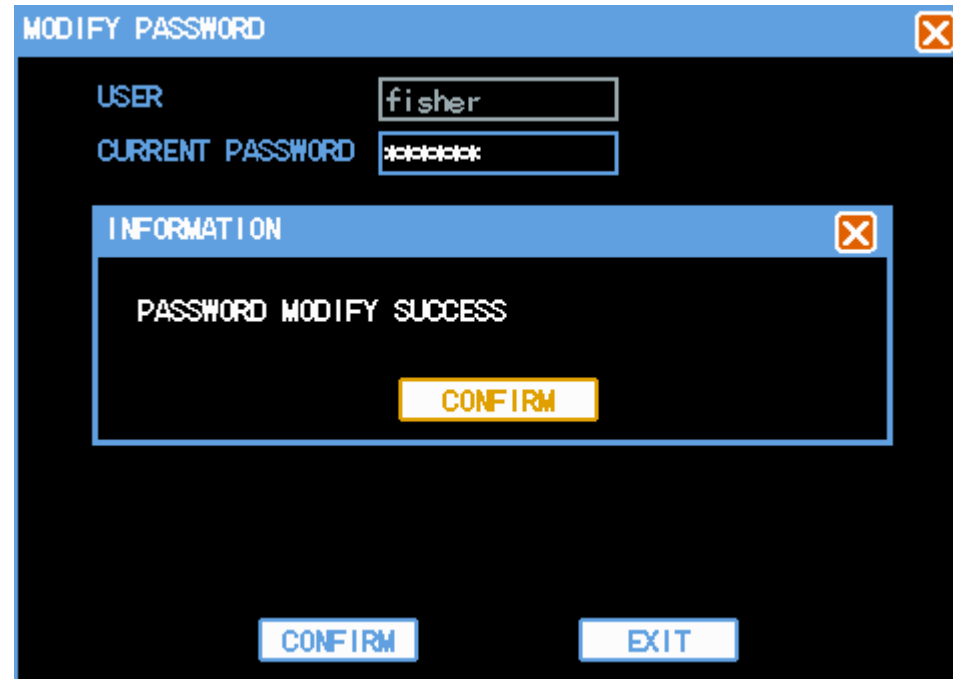 MODIFY PASSWORD
USER fisher
CURRENT PASSWORD ******
INFORMATION
PASSWORD MODIFY SUCCESS
CONFIRM
CONFIRM EXIT